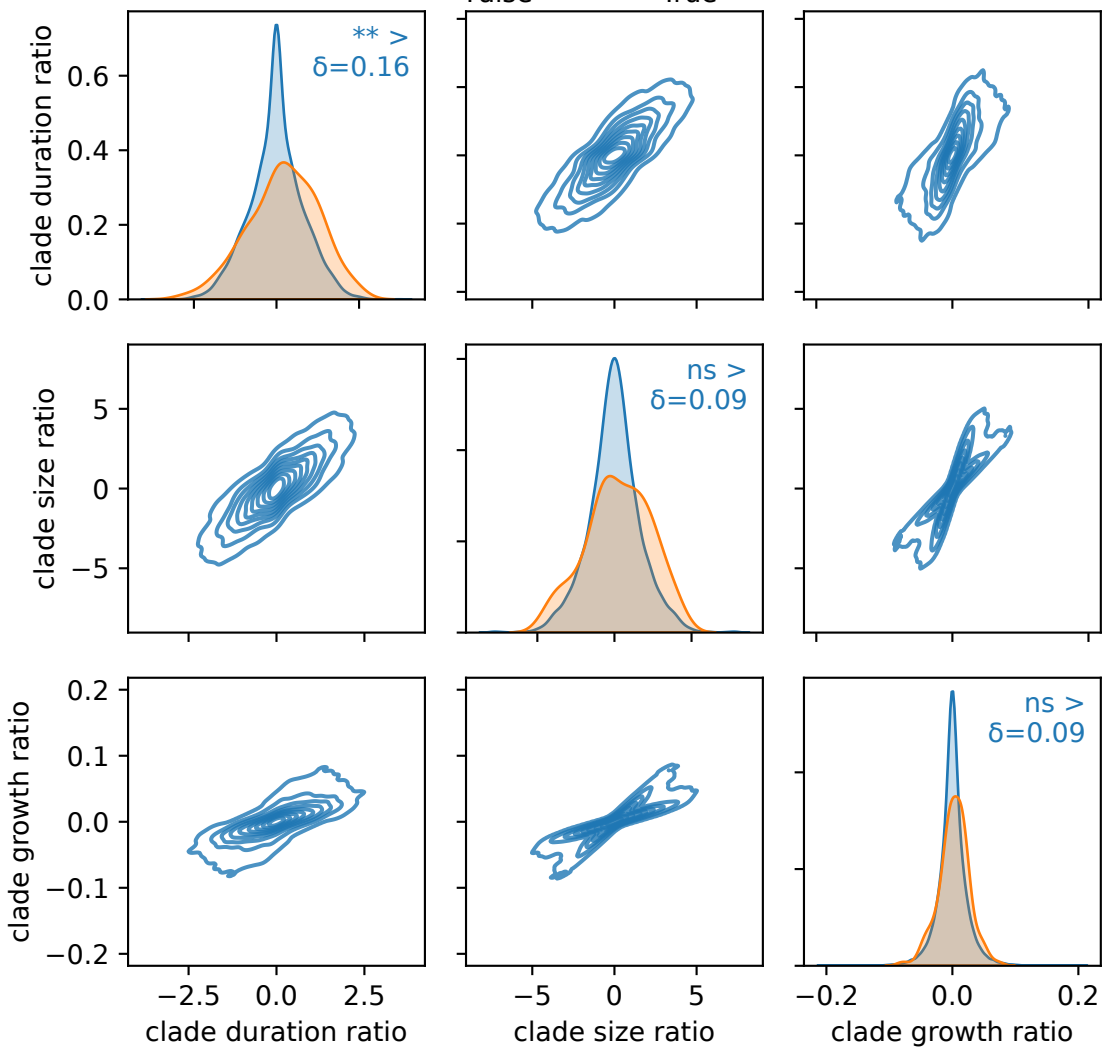 clade duration ratio
0.6
0.4
0.2
0.0
** >
δ=0.16
clade size ratio
5
0
−5
ns >
δ=0.09
clade growth ratio
0.2
0.1
0.0
−0.1
−0.2
ns >
δ=0.09
−2.5 0.0 2.5
clade duration ratio
−5 0 5
clade size ratio
−0.2 0.0 0.2
clade growth ratio